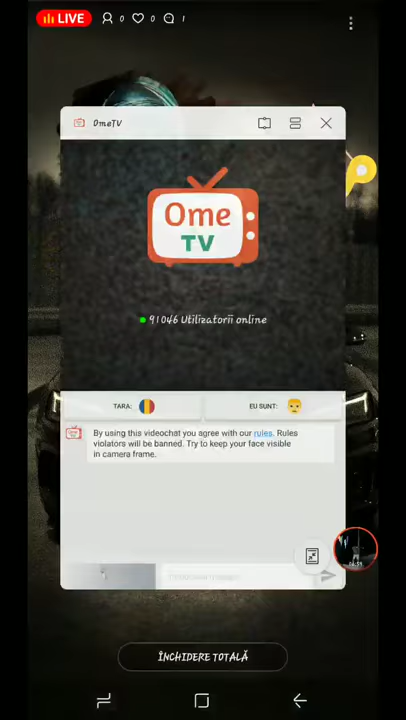 LIVE 0 0 1
OmeTV
Ome
TV
91046 Utilizatorii online
TARA:
EU SUNT:
By using this videochat you agree with our rules. Rules
violators will be banned. Try to keep your face visible
in camera frame.
ÎNCHIDERE TOTALĂ